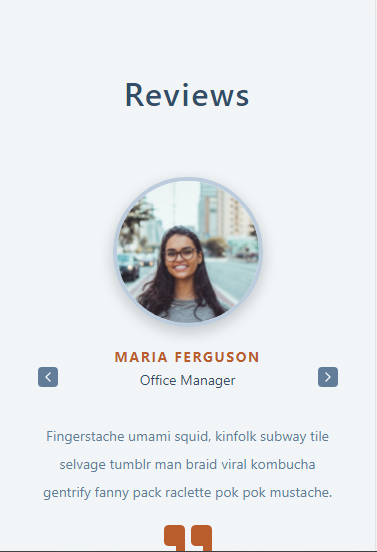 Reviews
MARIA FERGUSON
Office Manager
Fingerstache umami squid, kinfolk subway tile
selvage tumblr man braid viral kombucha
gentrify fanny pack raclette pok pok mustache.